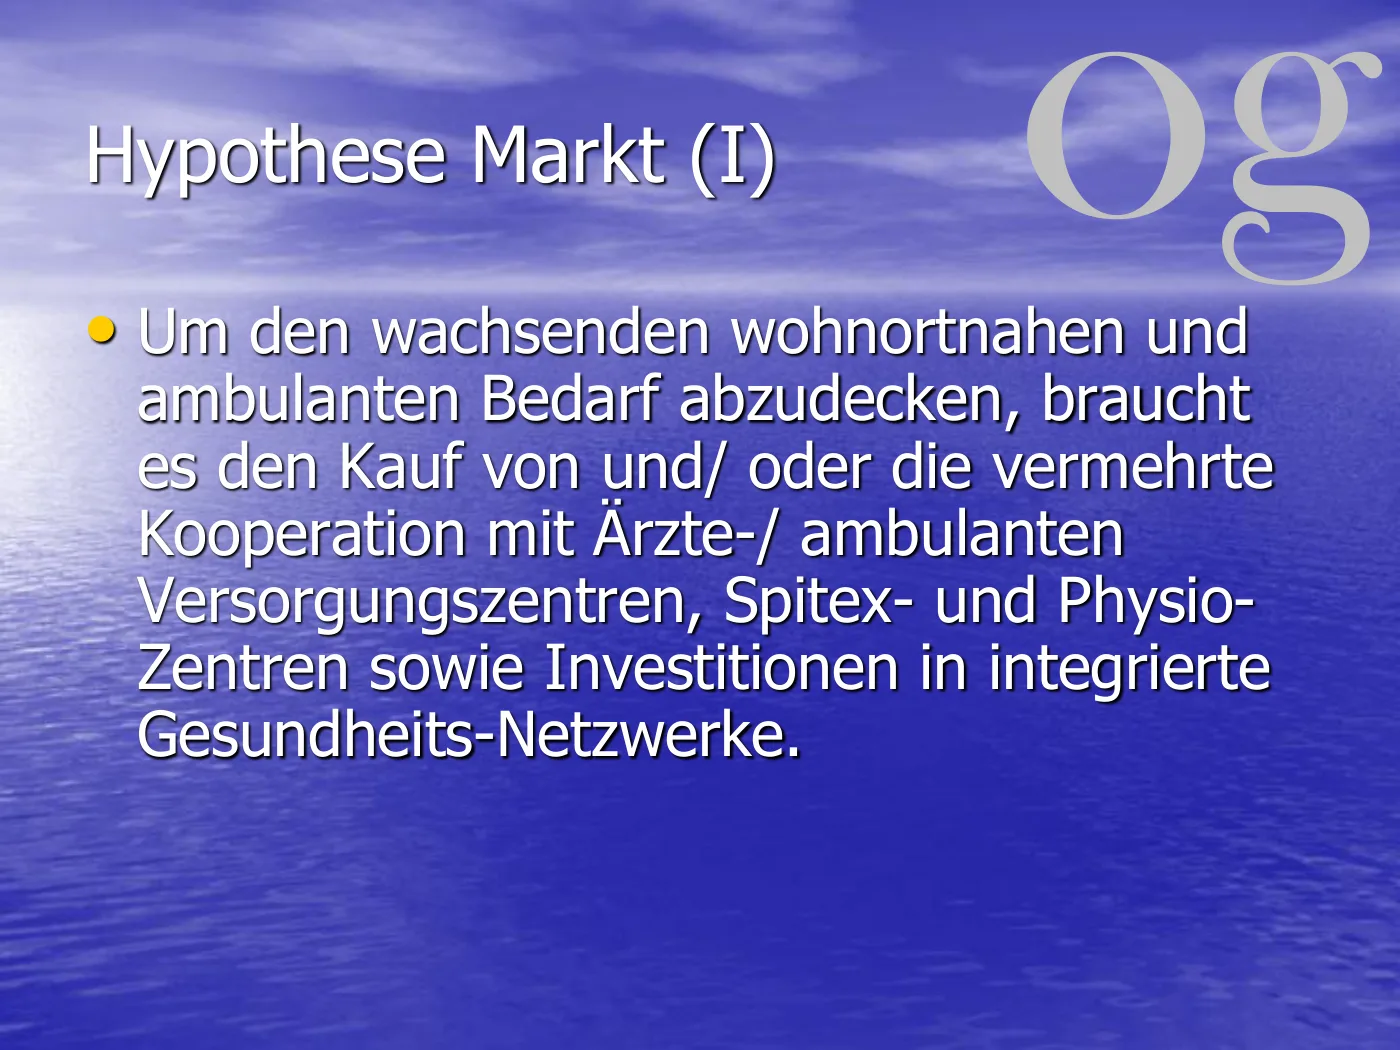 og
Hypothese Markt (I)
• Um den wachsenden wohnortnahen und
ambulanten Bedarf abzudecken, braucht
es den Kauf von und/ oder die vermehrte
Kooperation mit Ärzte-/ ambulanten
Versorgungszentren, Spitex- und Physio-
Zentren sowie Investitionen in integrierte
Gesundheits-Netzwerke.